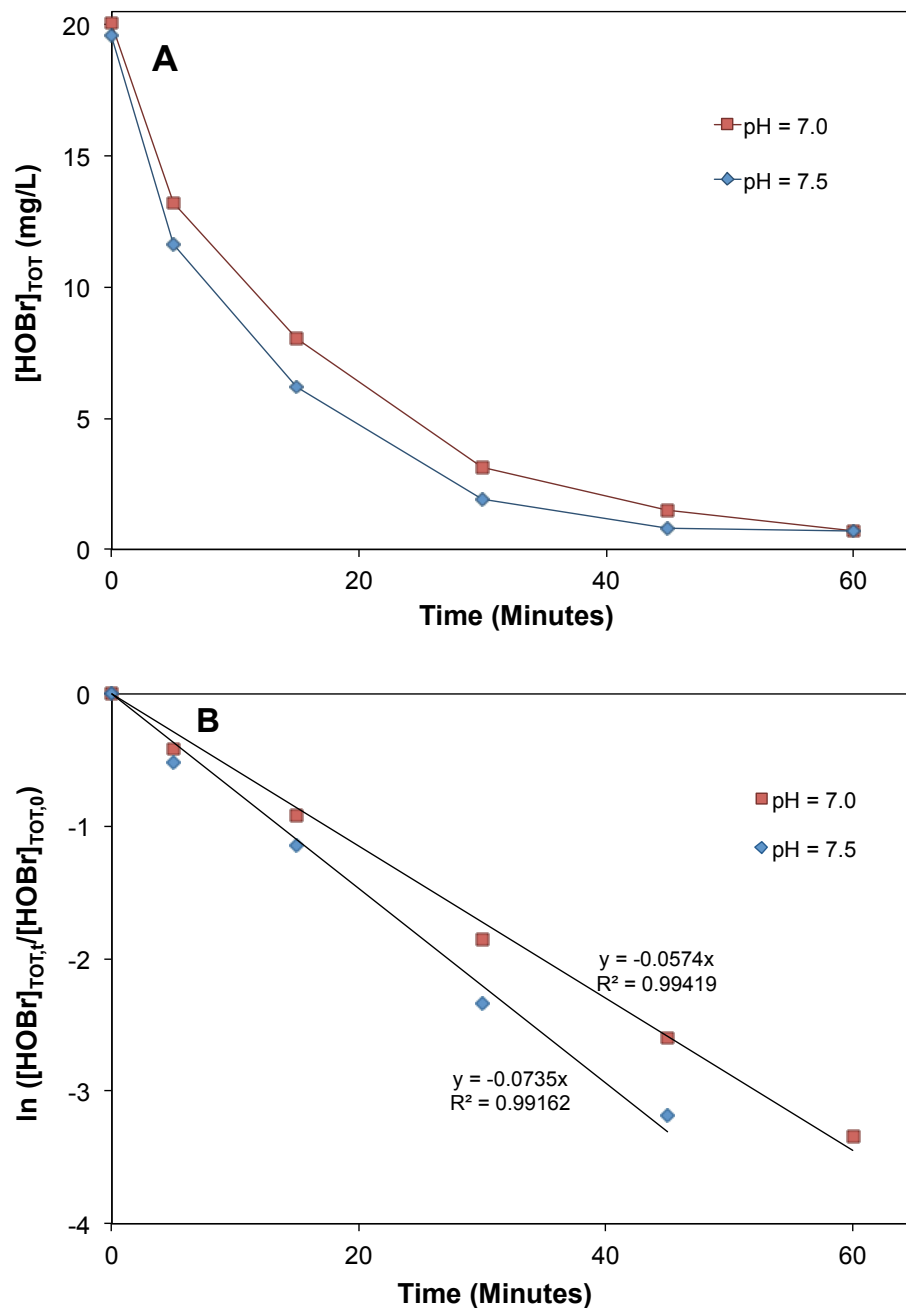 A
20
15
10
5
0
[HOBr]TOT (mg/L)
pH = 7.0
pH = 7.5
0 20 40 60
Time (Minutes)
B
0
-1
-2
-3
-4
ln ([HOBr]TOT,t/[HOBr]TOT,0)
pH = 7.0
pH = 7.5
y = -0.0574x
R² = 0.99419
y = -0.0735x
R² = 0.99162
0 20 40 60
Time (Minutes)